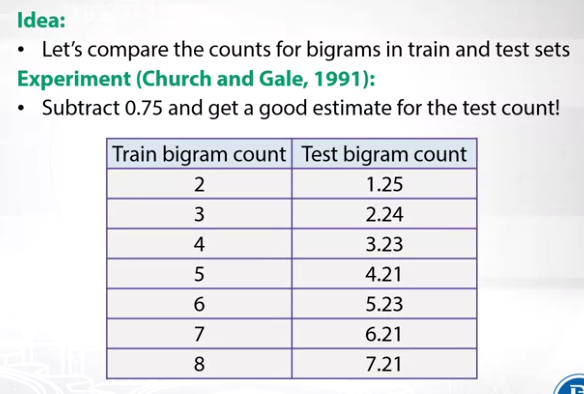 Idea:
• Let's compare the counts for bigrams in train and test sets
Experiment (Church and Gale, 1991):
• Subtract 0.75 and get a good estimate for the test count!
Train bigram count Test bigram count
2 1.25
3 2.24
4 3.23
5 4.21
6 5.23
7 6.21
8 7.21